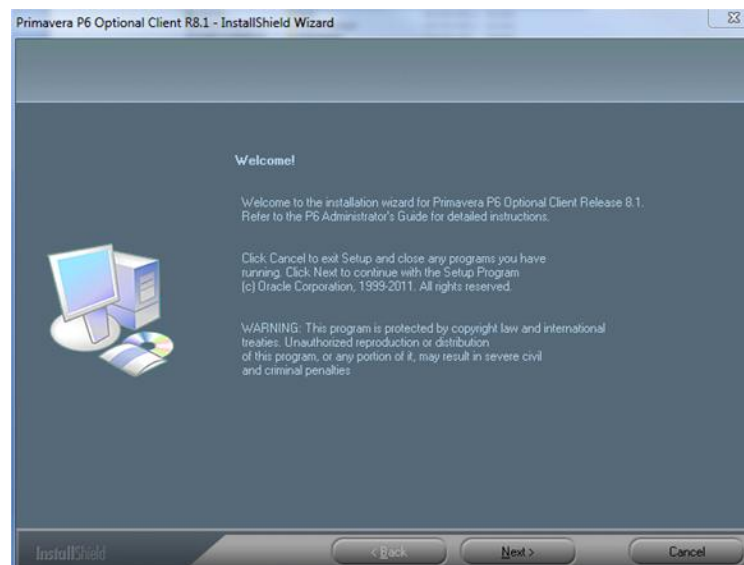 Primavera P6 Optional Client R8.1 - InstallShield Wizard
Welcome!
Welcome to the installation wizard for Primavera P6 Optional Client Release 8.1.
Refer to the P6 Administrator's Guide for detailed instructions.
Click Cancel to exit Setup and close any programs you have
running. Click Next to continue with the Setup Program
(c) Oracle Corporation, 1999-2011. All rights reserved.
WARNING: This program is protected by copyright law and international
treaties. Unauthorized reproduction or distribution
of this program, or any portion of it, may result in severe civil
and criminal penalties
InstallShield
< Back
Next >
Cancel